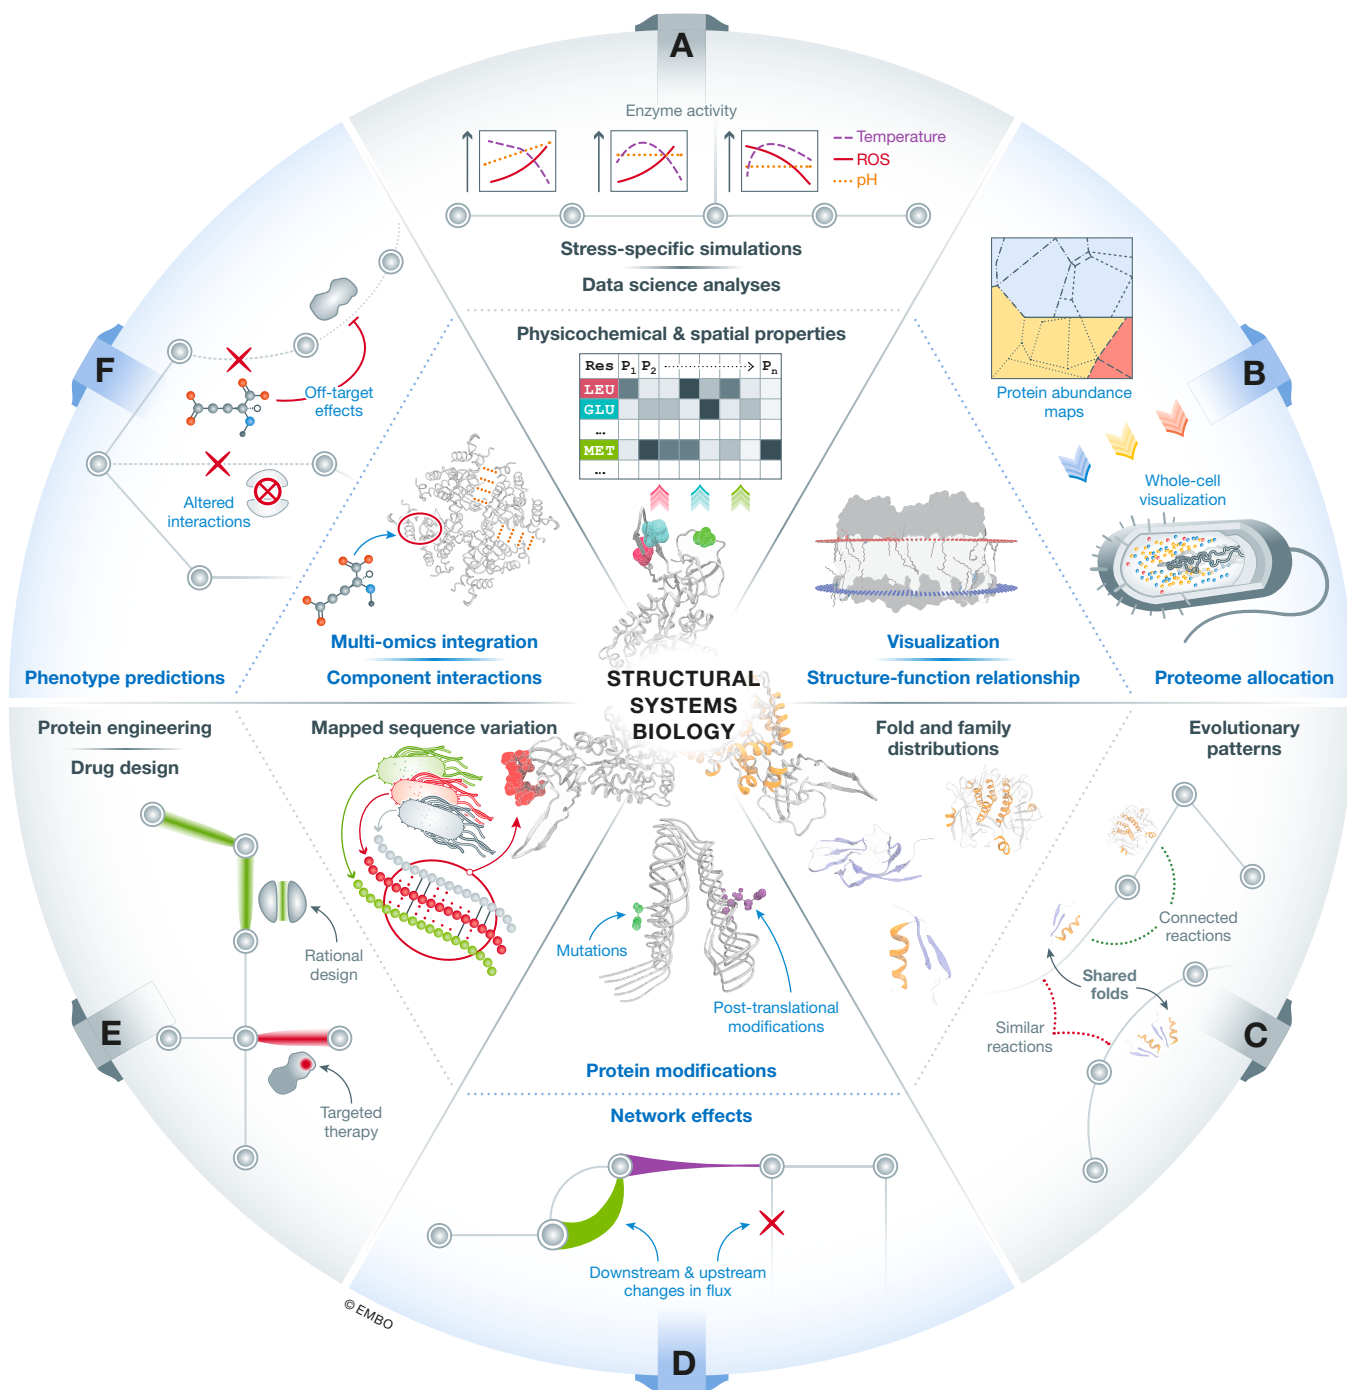 A
Enzyme activity
Temperature
ROS
pH
Stress-specific simulations
Data science analyses
Physicochemical & spatial properties
Res P1 P2 Pn
LEU
GLU
...
MET
...
B
Protein abundance
maps
Whole-cell
visualization
Visualization
Structure-function relationship
Proteome allocation
F
Off-target
effects
Altered
interactions
Multi-omics integration
Component interactions
Phenotype predictions
STRUCTURAL
SYSTEMS
BIOLOGY
Protein engineering
Drug design
Mapped sequence variation
Rational
design
E
Targeted
therapy
Fold and family
distributions
Evolutionary
patterns
Connected
reactions
Shared
folds
Similar
reactions
C
Mutations
Post-translational
modifications
Protein modifications
Network effects
Downstream & upstream
changes in flux
D
© EMBO